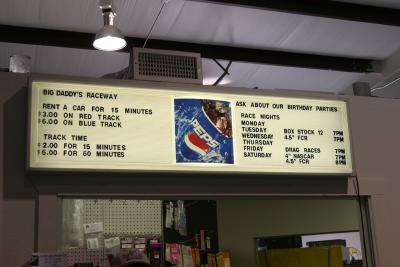 BIG DADDY'S RACEWAY
RENT A CAR FOR 15 MINUTES
$3.00 ON RED TRACK
$6.00 ON BLUE TRACK
TRACK TIME
$2.00 FOR 15 MINUTES
$6.00 FOR 60 MINUTES
PEPSI
ASK ABOUT OUR BIRTHDAY PARTIES
RACE NIGHTS
MONDAY
TUESDAY BOX STOCK 12 7PM
WEDNESDAY 4.5" FCR 7PM
THURSDAY
FRIDAY DRAG RACES 7PM
SATURDAY 4" NASCAR 7PM
4.5" FCR 8PM